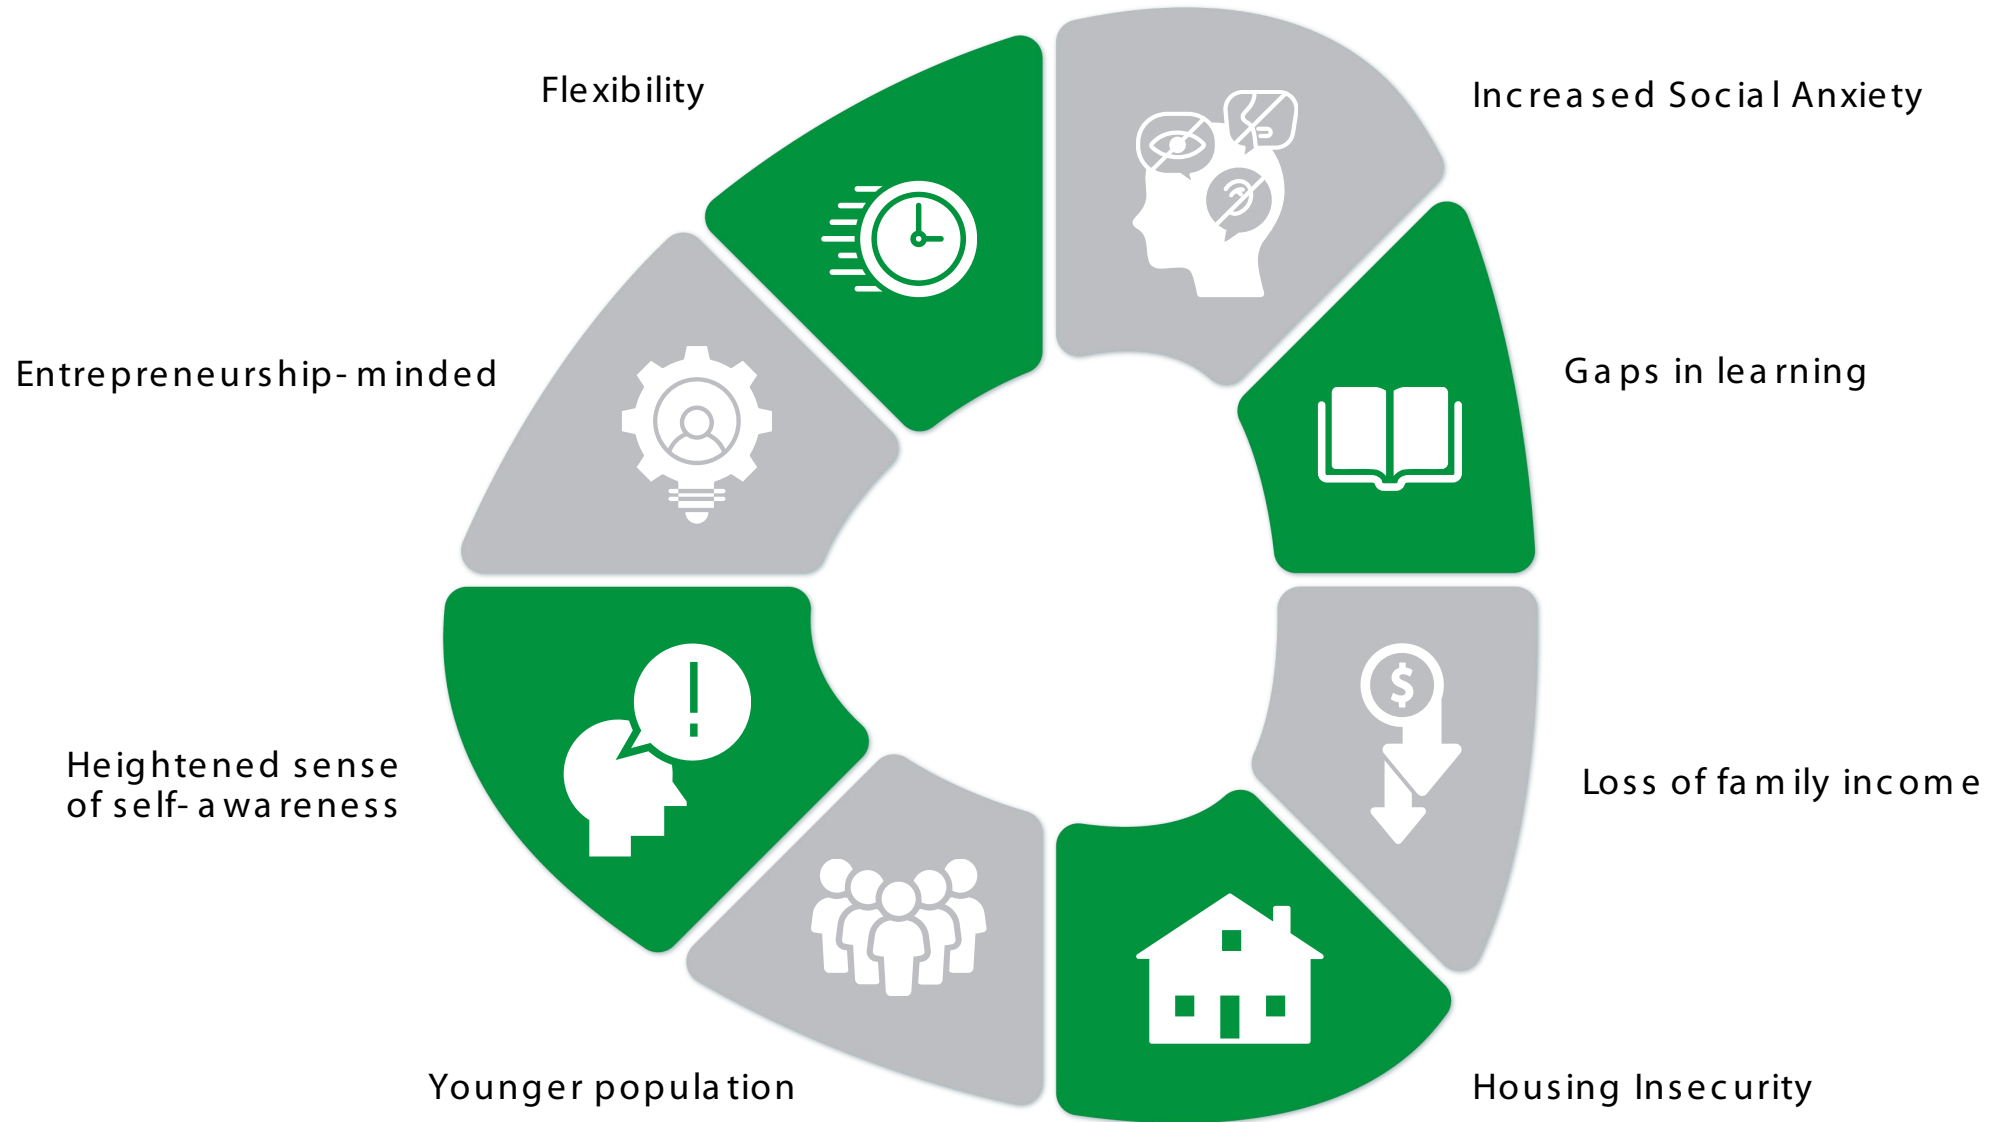 Flexibility
Increased Social Anxiety
Entrepreneurship-minded
Gaps in learning
Heightened sense
of self-awareness
Loss of family income
Younger population
Housing Insecurity
$
!